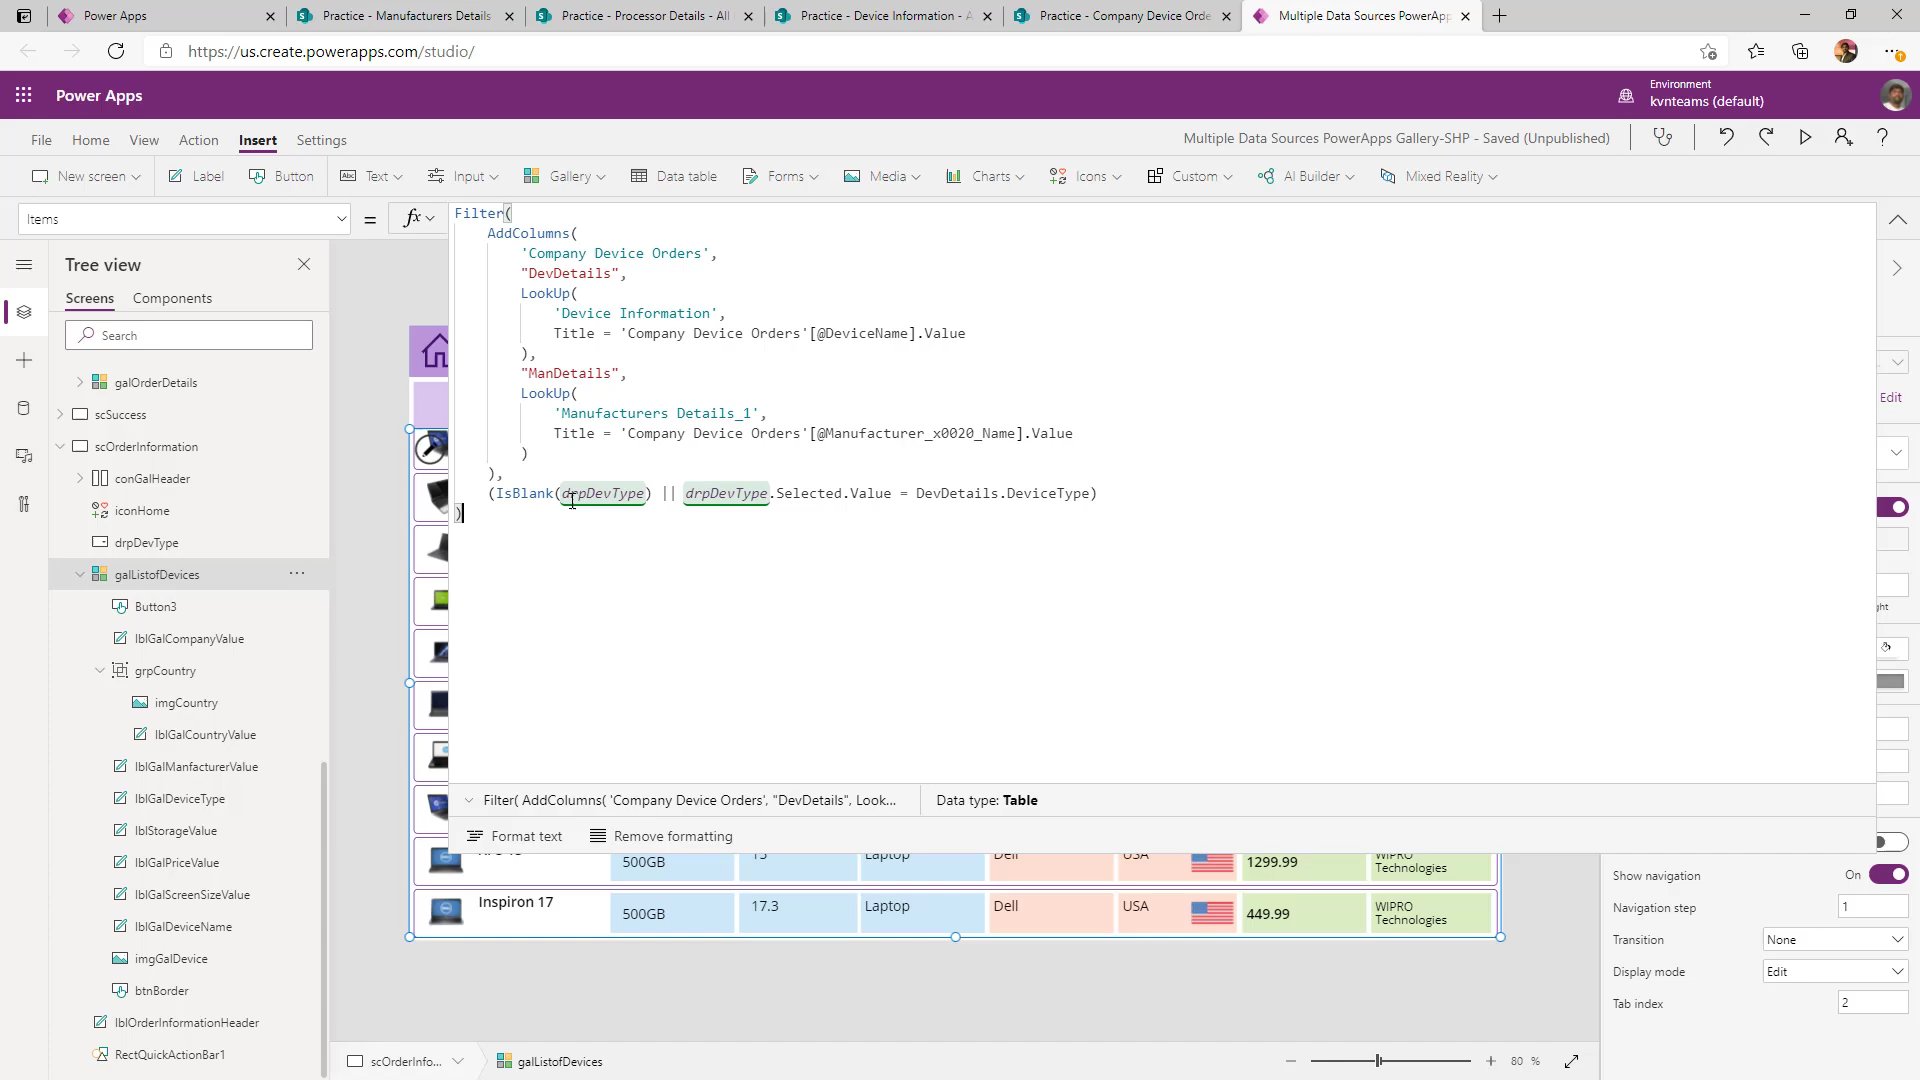 Power Apps
Practice - Manufacturers Details
Practice - Processor Details - All
Practice - Device Information - A
Practice - Company Device Orde
Multiple Data Sources PowerApp
https://us.create.powerapps.com/studio/
Power Apps
Environment
kvnteams (default)
File
Home
View
Action
Insert
Settings
Multiple Data Sources PowerApps Gallery-SHP - Saved (Unpublished)
New screen
Label
Button
Text
Input
Gallery
Data table
Forms
Media
Charts
Icons
Custom
AI Builder
Mixed Reality
Items
=
fx
Filter(
AddColumns(
'Company Device Orders',
"DevDetails",
LookUp(
'Device Information',
Title = 'Company Device Orders'[@DeviceName].Value
),
"ManDetails",
LookUp(
'Manufacturers Details_1',
Title = 'Company Device Orders'[@Manufacturer_x0020_Name].Value
)
),
(IsBlank(drpDevType) || drpDevType.Selected.Value = DevDetails.DeviceType)
)
Filter( AddColumns( 'Company Device Orders', "DevDetails", Look...
Data type: Table
Format text
Remove formatting
Tree view
Screens
Components
Search
galOrderDetails
scSuccess
scOrderInformation
conGalHeader
iconHome
drpDevType
galListofDevices
...
Button3
lblGalCompanyValue
grpCountry
imgCountry
lblGalCountryValue
lblGalManfacturerValue
lblGalDeviceType
lblStorageValue
lblGalPriceValue
lblGalScreenSizeValue
lblGalDeviceName
imgGalDevice
btnBorder
lblOrderInformationHeader
RectQuickActionBar1
500GB
15
Laptop
Dell
USA
1299.99
WIPRO
Technologies
Inspiron 17
500GB
17.3
Laptop
Dell
USA
449.99
WIPRO
Technologies
Edit
ght
Show navigation
On
Navigation step
1
Transition
None
Display mode
Edit
Tab index
2
scOrderInfo...
galListofDevices
80 %